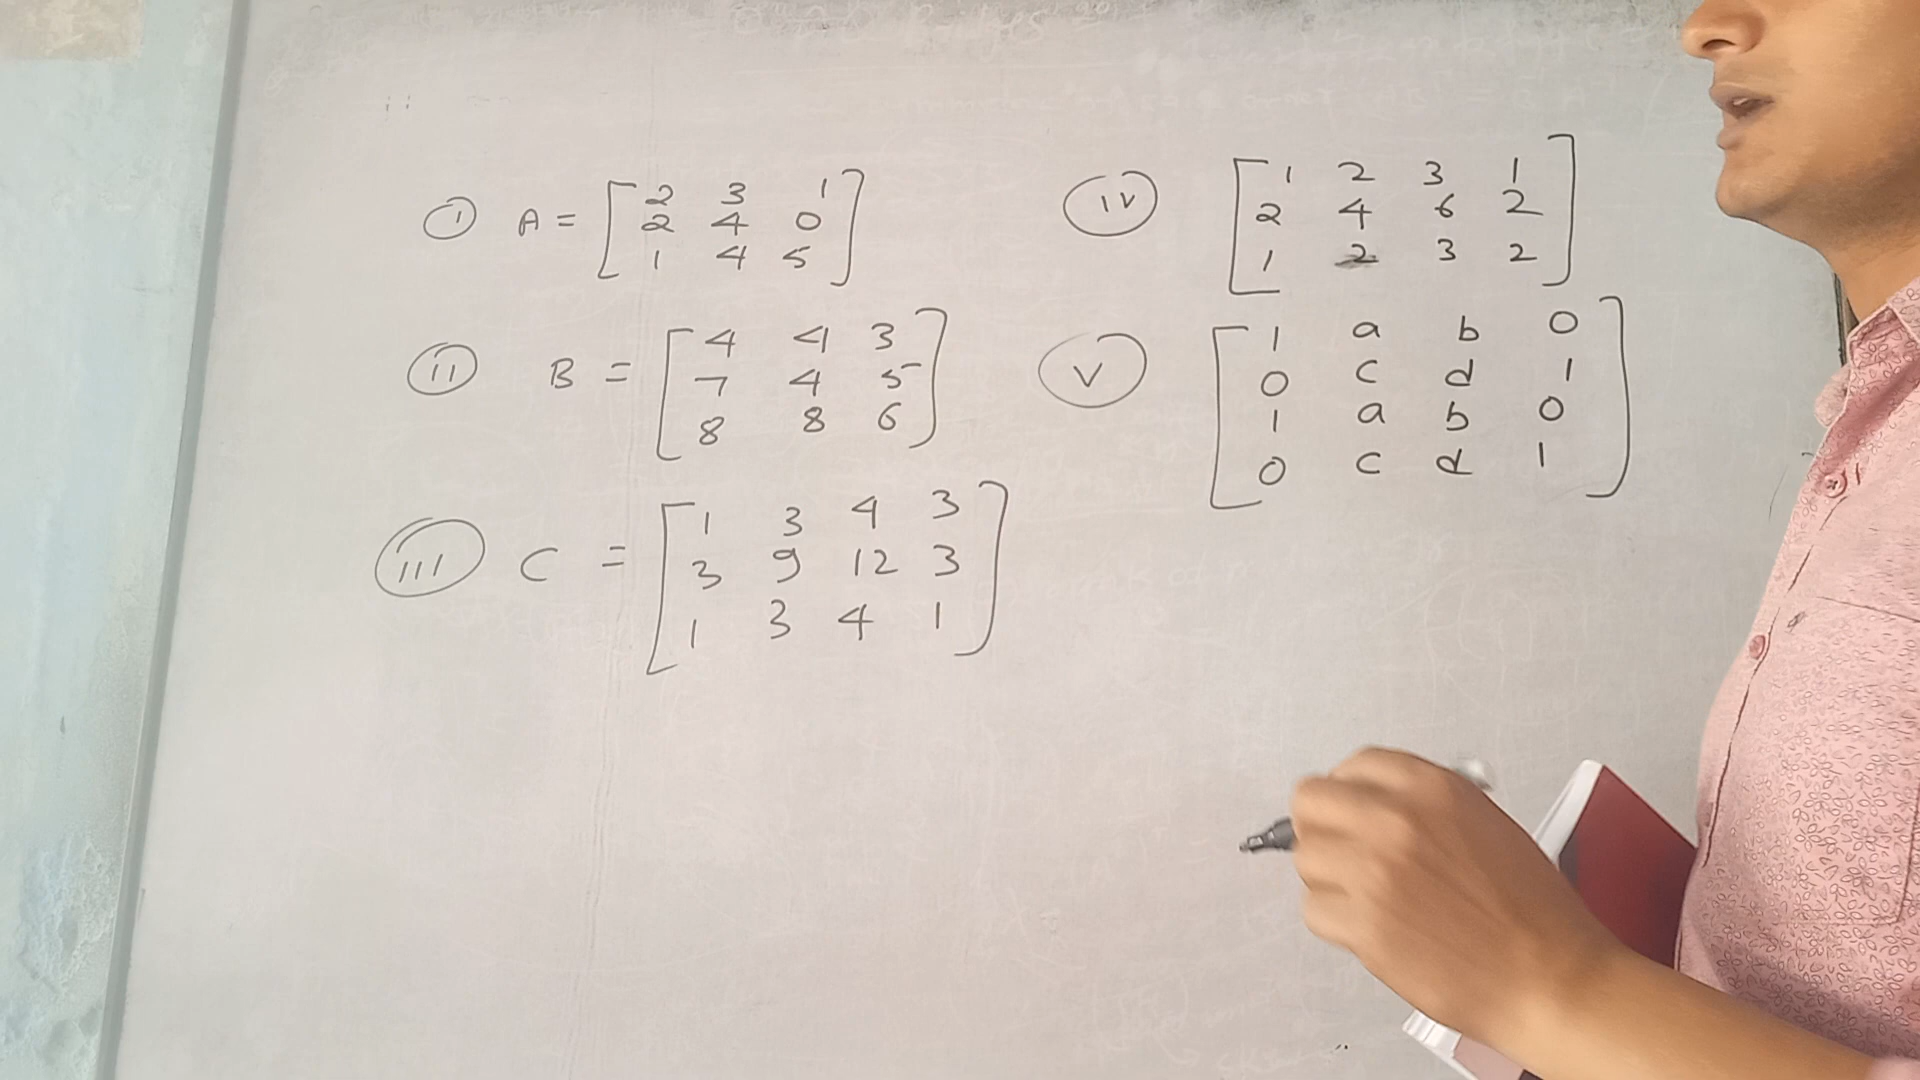 (i) A = [ 2 3 1
2 4 0
1 4 5 ]
(ii) B = [ 4 4 3
7 4 5
8 8 6 ]
(iii) C = [ 1 3 4 3
3 9 12 3
1 3 4 1 ]
(iv) [ 1 2 3 1
2 4 6 2
1 2 3 2 ]
(v) [ 1 a b 0
0 c d 1
1 a b 0
0 c d 1 ]